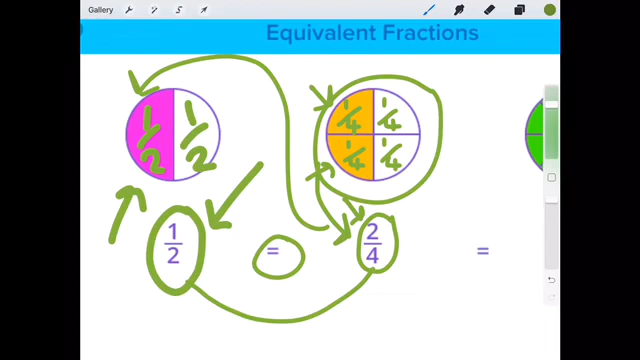 Gallery
Equivalent Fractions
1/2 1/2
1/4 1/4
1/4 1/4
1/2 = 2/4 =